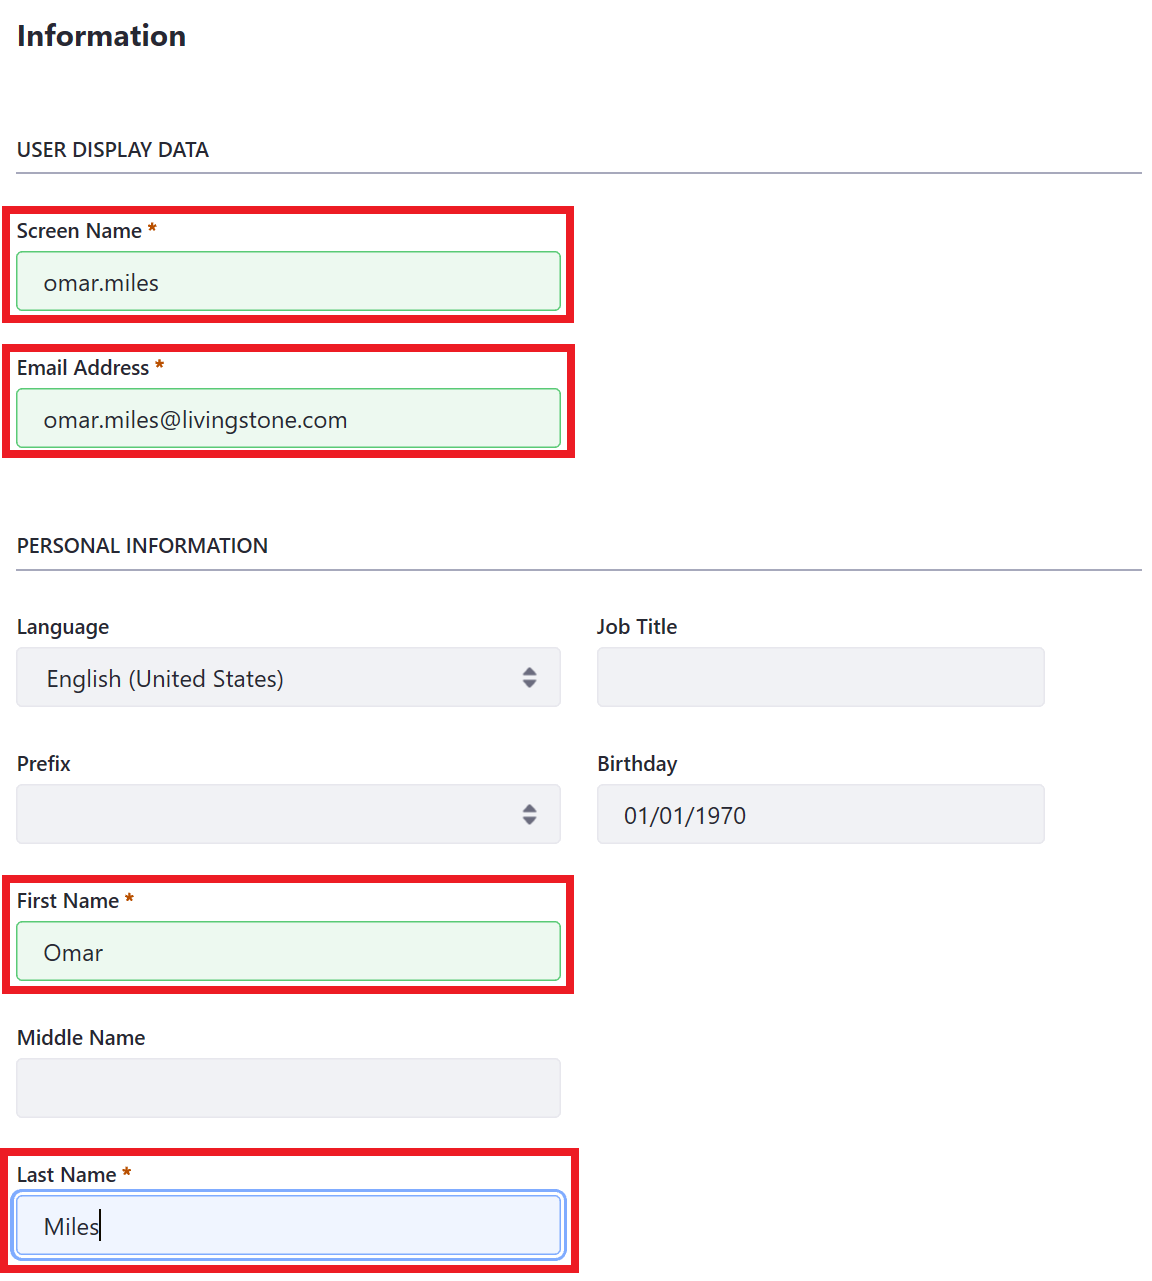 Information
USER DISPLAY DATA
Screen Name *
omar.miles
Email Address *
omar.miles@livingstone.com
PERSONAL INFORMATION
Language
English (United States)
Job Title
Prefix
Birthday
01/01/1970
First Name *
Omar
Middle Name
Last Name *
Miles